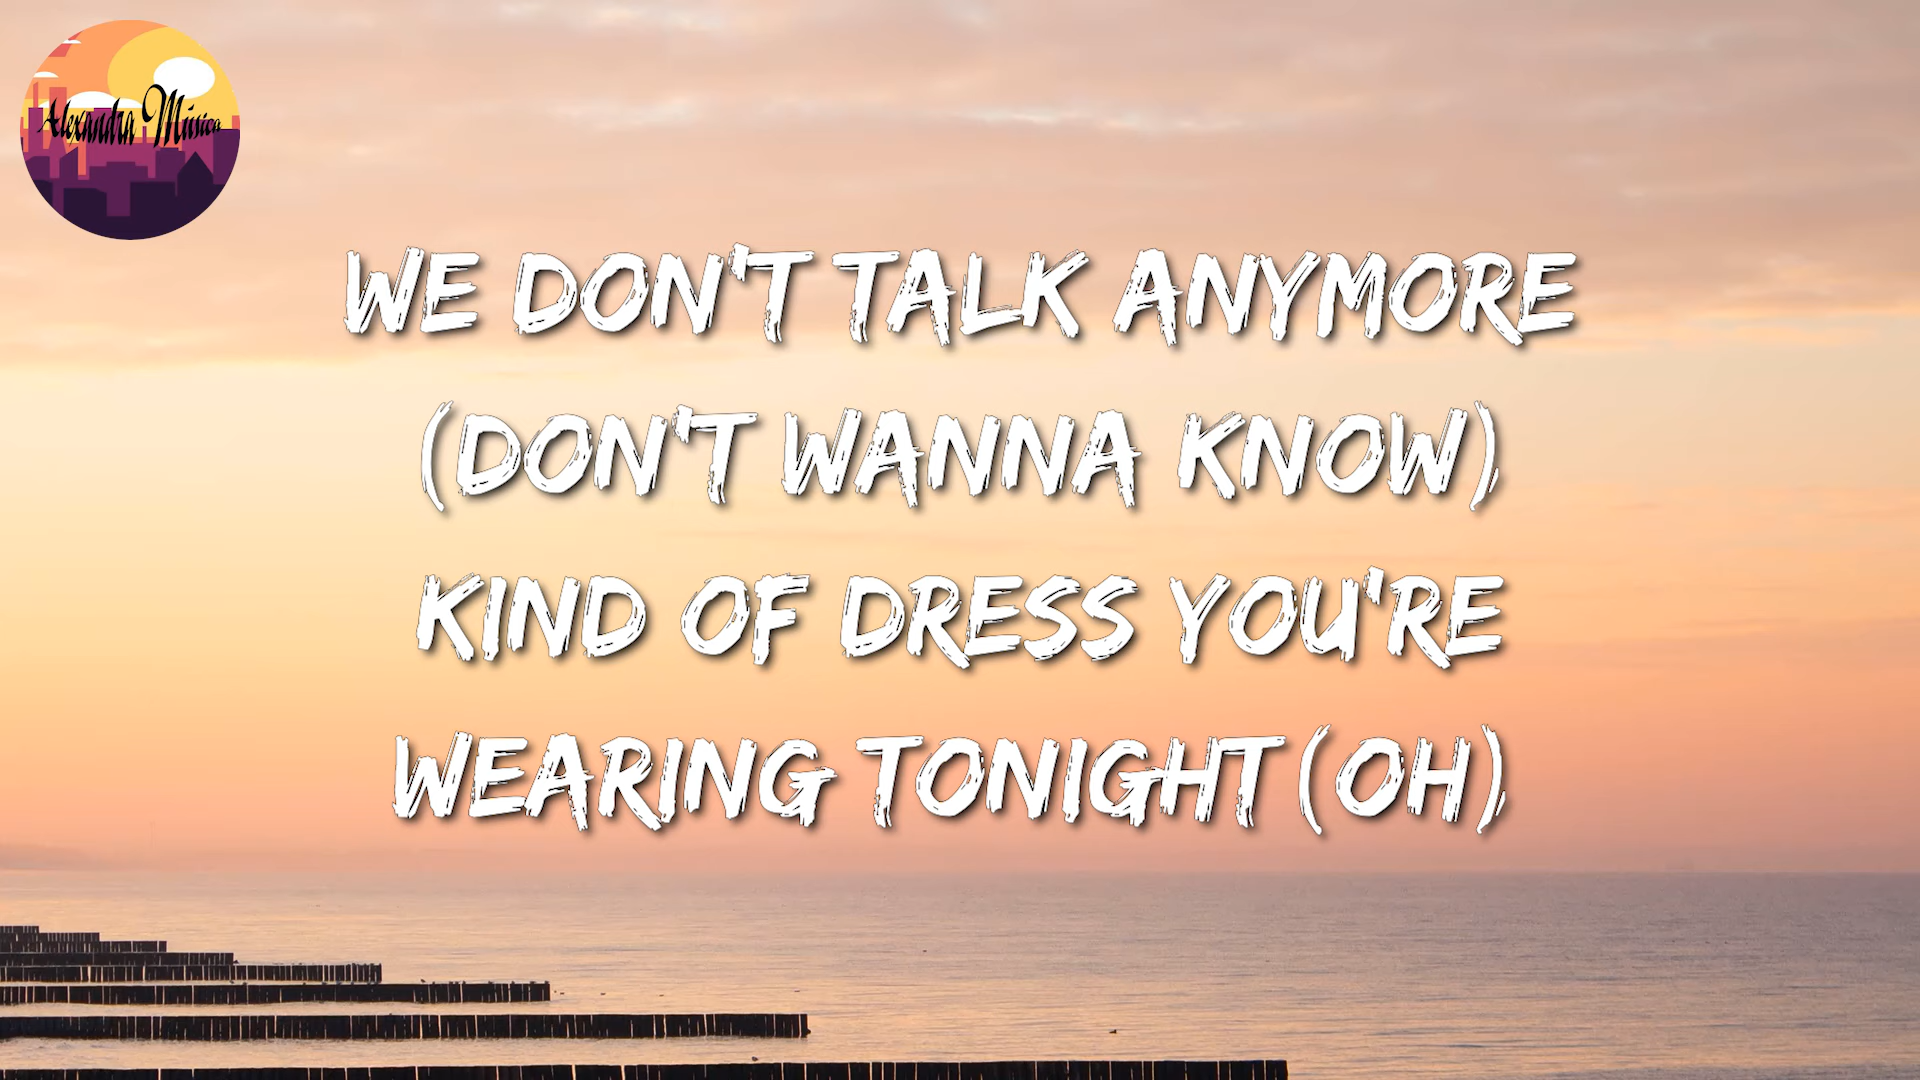 Alexandra Música
WE DON'T TALK ANYMORE
(DON'T WANNA KNOW)
KIND OF DRESS YOU'RE
WEARING TONIGHT (OH)